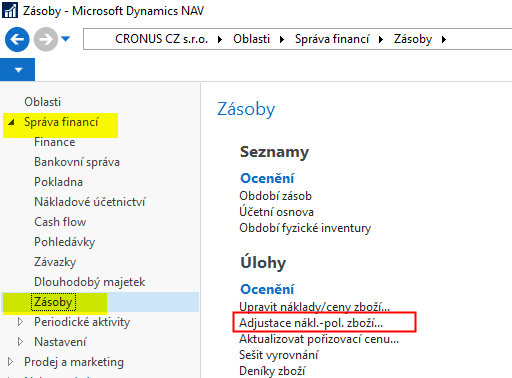 Zásoby - Microsoft Dynamics NAV
CRONUS CZ s.r.o. Oblasti Správa financí Zásoby
Oblasti
Správa financí
Finance
Bankovní správa
Pokladna
Nákladové účetnictví
Cash flow
Pohledávky
Závazky
Dlouhodobý majetek
Zásoby
Periodické aktivity
Nastavení
Prodej a marketing
Zásoby
Seznamy
Ocenění
Období zásob
Účetní osnova
Období fyzické inventury
Úlohy
Ocenění
Upravit náklady/ceny zboží...
Adjustace nákl.-pol. zboží...
Aktualizovat pořizovací cenu...
Sešit vyrovnání
Deníky zboží